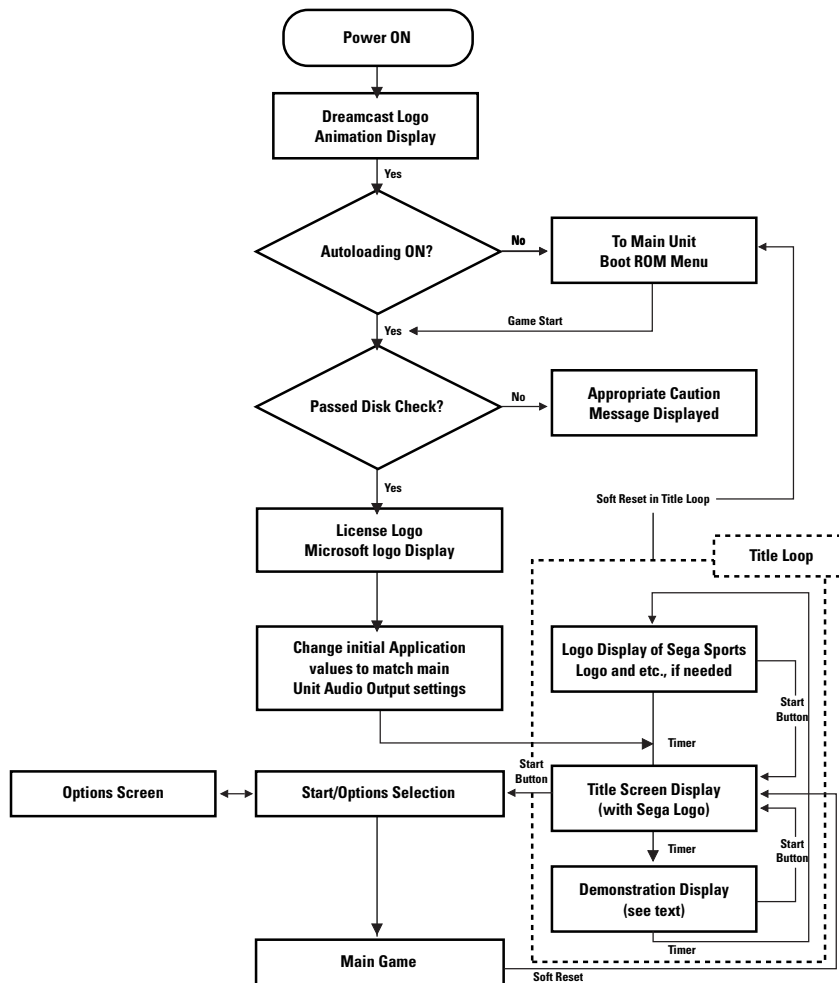 Power ON
Dreamcast Logo
Animation Display
Yes
Autoloading ON?
No
To Main Unit
Boot ROM Menu
Game Start
Yes
Passed Disk Check?
No
Appropriate Caution
Message Displayed
Yes
Soft Reset in Title Loop
License Logo
Microsoft logo Display
Title Loop
Change initial Application
values to match main
Unit Audio Output settings
Logo Display of Sega Sports
Logo and etc., if needed
Start
Button
Timer
Start
Button
Options Screen
Start/Options Selection
Title Screen Display
(with Sega Logo)
Timer
Start
Button
Demonstration Display
(see text)
Timer
Main Game
Soft Reset